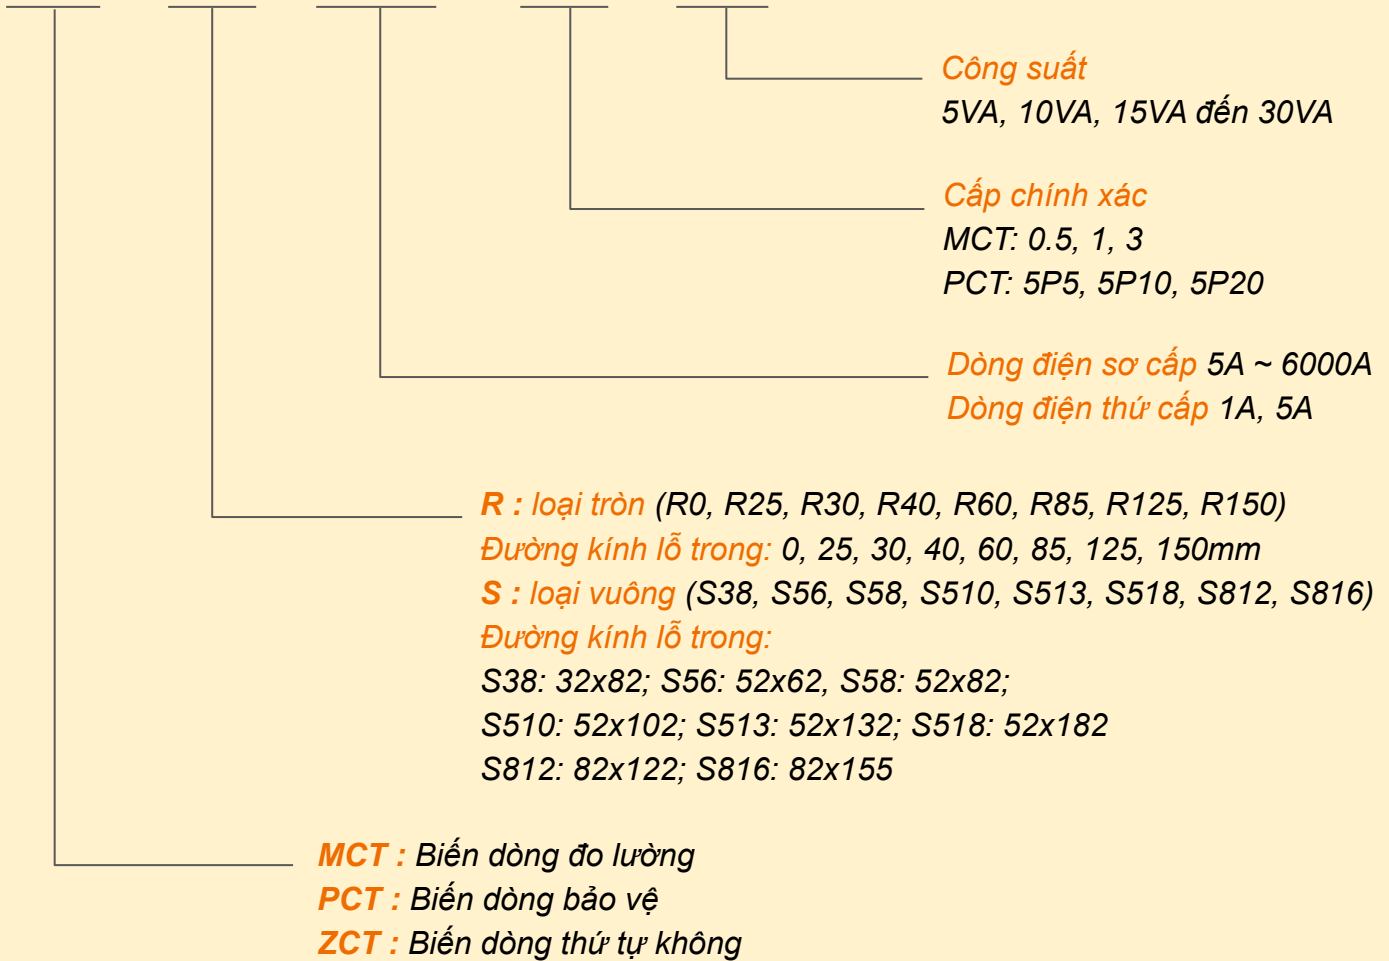 Công suất
5VA, 10VA, 15VA đến 30VA
Cấp chính xác
MCT: 0.5, 1, 3
PCT: 5P5, 5P10, 5P20
Dòng điện sơ cấp 5A ~ 6000A
Dòng điện thứ cấp 1A, 5A
R : loại tròn (R0, R25, R30, R40, R60, R85, R125, R150)
Đường kính lỗ trong: 0, 25, 30, 40, 60, 85, 125, 150mm
S : loại vuông (S38, S56, S58, S510, S513, S518, S812, S816)
Đường kính lỗ trong:
S38: 32x82; S56: 52x62, S58: 52x82;
S510: 52x102; S513: 52x132; S518: 52x182
S812: 82x122; S816: 82x155
MCT : Biến dòng đo lường
PCT : Biến dòng bảo vệ
ZCT : Biến dòng thứ tự không